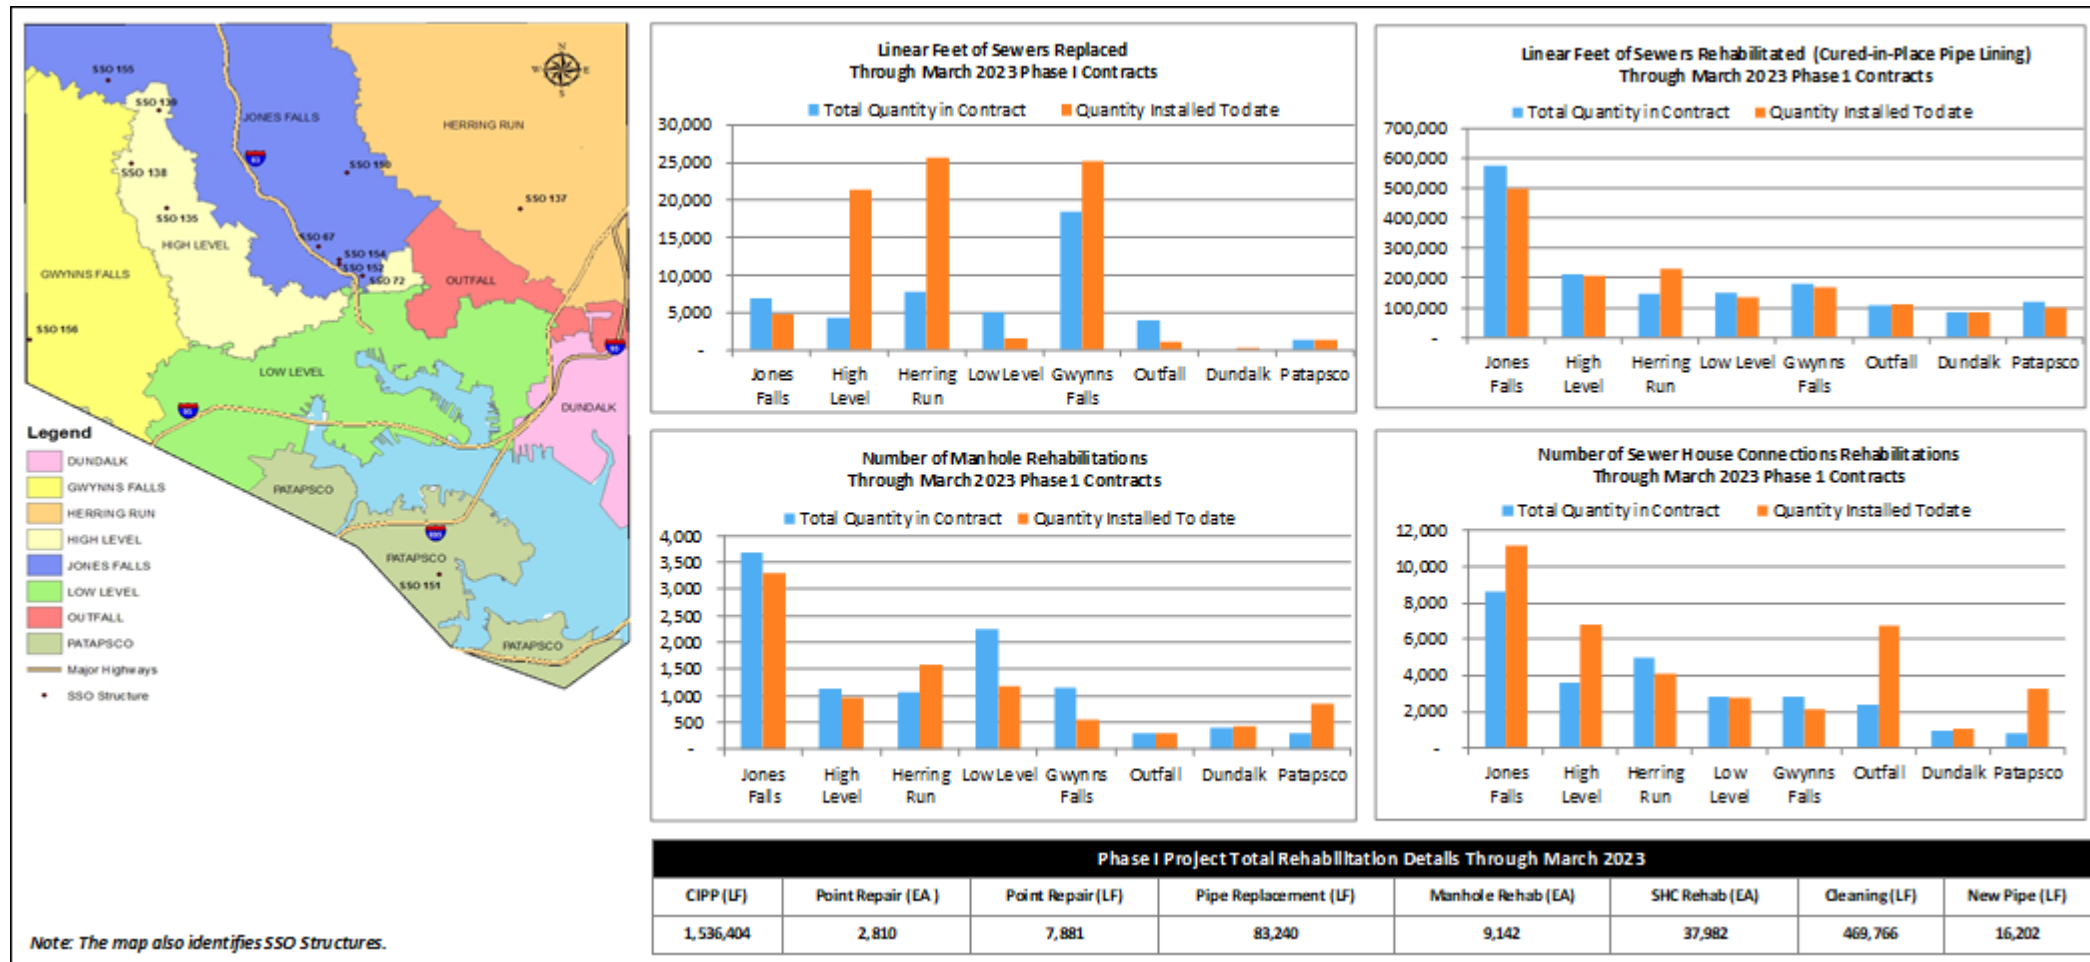 SSO 155
SSO 139
JONES FALLS
HERRING RUN
N
W
E
S
83
SSO 138
SSO 150
SSO 137
SSO 135
HIGH LEVEL
SSO 67
SSO 154
SSO 152
SSO 72
GWYNNS FALLS
OUTFALL
SSO 156
LOW LEVEL
95
95
DUNDALK
PATAPSCO
PATAPSCO
SSO 151
PATAPSCO
Legend
DUNDALK
GWYNNS FALLS
HERRING RUN
HIGH LEVEL
JONES FALLS
LOW LEVEL
OUTFALL
PATAPSCO
Major Highways
SSO Structure
Note: The map also identifies SSO Structures.
Linear Feet of Sewers Replaced
Through March 2023 Phase I Contracts
Total Quantity in Contract Quantity Installed To date
30,000
25,000
20,000
15,000
10,000
5,000
-
Jones Falls High Level Herring Run Low Level Gwynns Falls Outfall Dundalk Patapsco
Linear Feet of Sewers Rehabilitated (Cured-in-Place Pipe Lining)
Through March 2023 Phase 1 Contracts
Total Quantity in Contract Quantity Installed To date
700,000
600,000
500,000
400,000
300,000
200,000
100,000
-
Jones Falls High Level Herring Run Low Level Gwynns Falls Outfall Dundalk Patapsco
Number of Manhole Rehabilitations
Through March 2023 Phase 1 Contracts
Total Quantity in Contract Quantity Installed To date
4,000
3,500
3,000
2,500
2,000
1,500
1,000
500
-
Jones Falls High Level Herring Run Low Level Gwynns Falls Outfall Dundalk Patapsco
Number of Sewer House Connections Rehabilitations
Through March 2023 Phase 1 Contracts
Total Quantity in Contract Quantity Installed To date
12,000
10,000
8,000
6,000
4,000
2,000
-
Jones Falls High Level Herring Run Low Level Gwynns Falls Outfall Dundalk Patapsco
Phase I Project Total Rehabilitation Details Through March 2023
CIPP (LF) Point Repair (EA ) Point Repair (LF) Pipe Replacement (LF) Manhole Rehab (EA) SHC Rehab (EA) Cleaning (LF) New Pipe (LF)
1,536,404 2,810 7,881 83,240 9,142 37,982 469,766 16,202